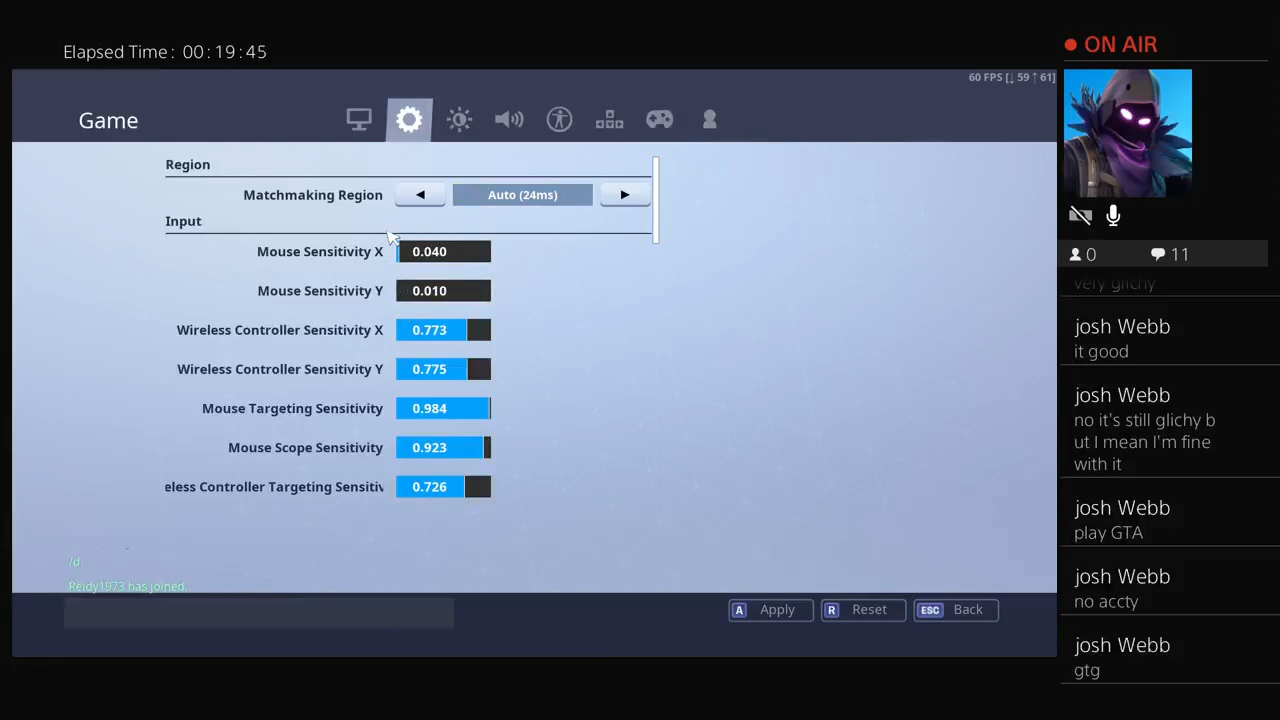 Elapsed Time: 00:19:45
ON AIR
60 FPS [↓ 59 ↑ 61]
Game
Region
Matchmaking Region ◄ Auto (24ms) ►
Input
Mouse Sensitivity X 0.040
Mouse Sensitivity Y 0.010
Wireless Controller Sensitivity X 0.773
Wireless Controller Sensitivity Y 0.775
Mouse Targeting Sensitivity 0.984
Mouse Scope Sensitivity 0.923
eless Controller Targeting Sensitiv 0.726
/d
Reidy1973 has joined.
A Apply R Reset ESC Back
0 11
very glichy
josh Webb
it good
josh Webb
no it's still glichy b
ut I mean I'm fine
with it
josh Webb
play GTA
josh Webb
no accty
josh Webb
gtg